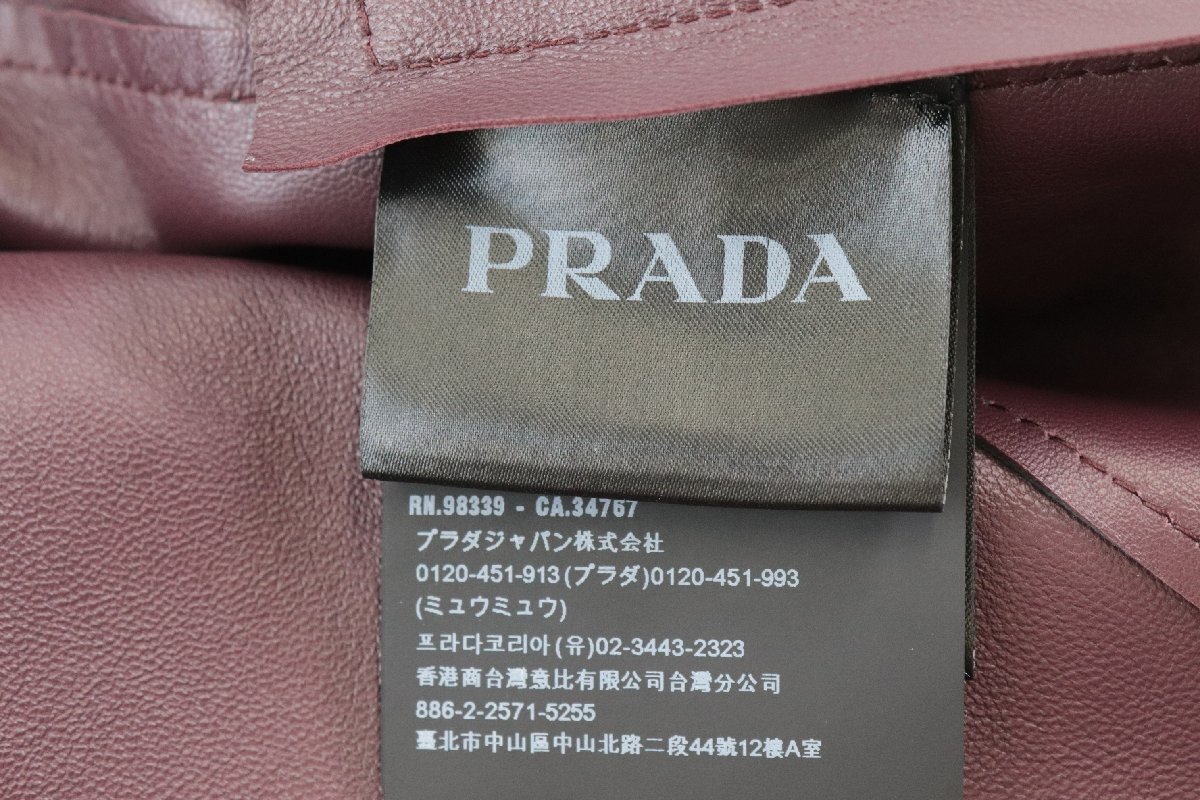 PRADA
RN.98339 - CA.34767
プラダジャパン株式会社
0120-451-913(プラダ)0120-451-993
(ミュウミュウ)
프라다코리아(유)02-3443-2323
香港商台灣意比有限公司台灣分公司
886-2-2571-5255
臺北市中山區中山北路二段44號12樓A室